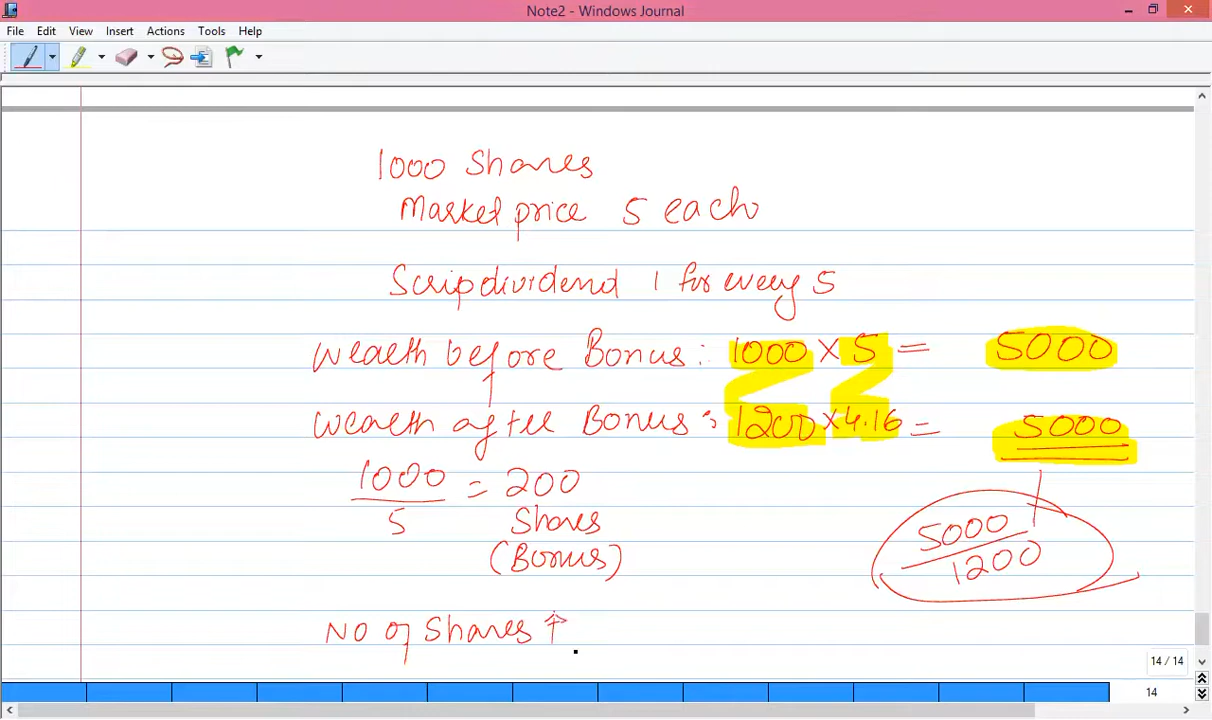 Note2 - Windows Journal
File Edit View Insert Actions Tools Help
1000 Shares
Market price 5 each
Scrip dividend 1 for every 5
Wealth before Bonus: 1000 × 5 = 5000
Wealth after Bonus: 1200 × 4.16 = 5000
1000/5 = 200
Shares
(Bonus)
5000/1200
No of Shares ↑
14 / 14
14